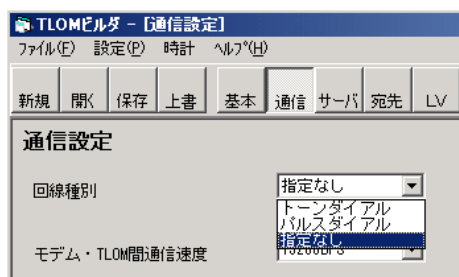 TLOMビルダ - [通信設定]
ファイル(F) 設定(P) 時計 ヘルプ(H)
新規 開く 保存 上書 基本 通信 サーバ 宛先 LV
通信設定
回線種別 指定なし
トーンダイアル
パルスダイアル
指定なし
モデム・TLOM間通信速度